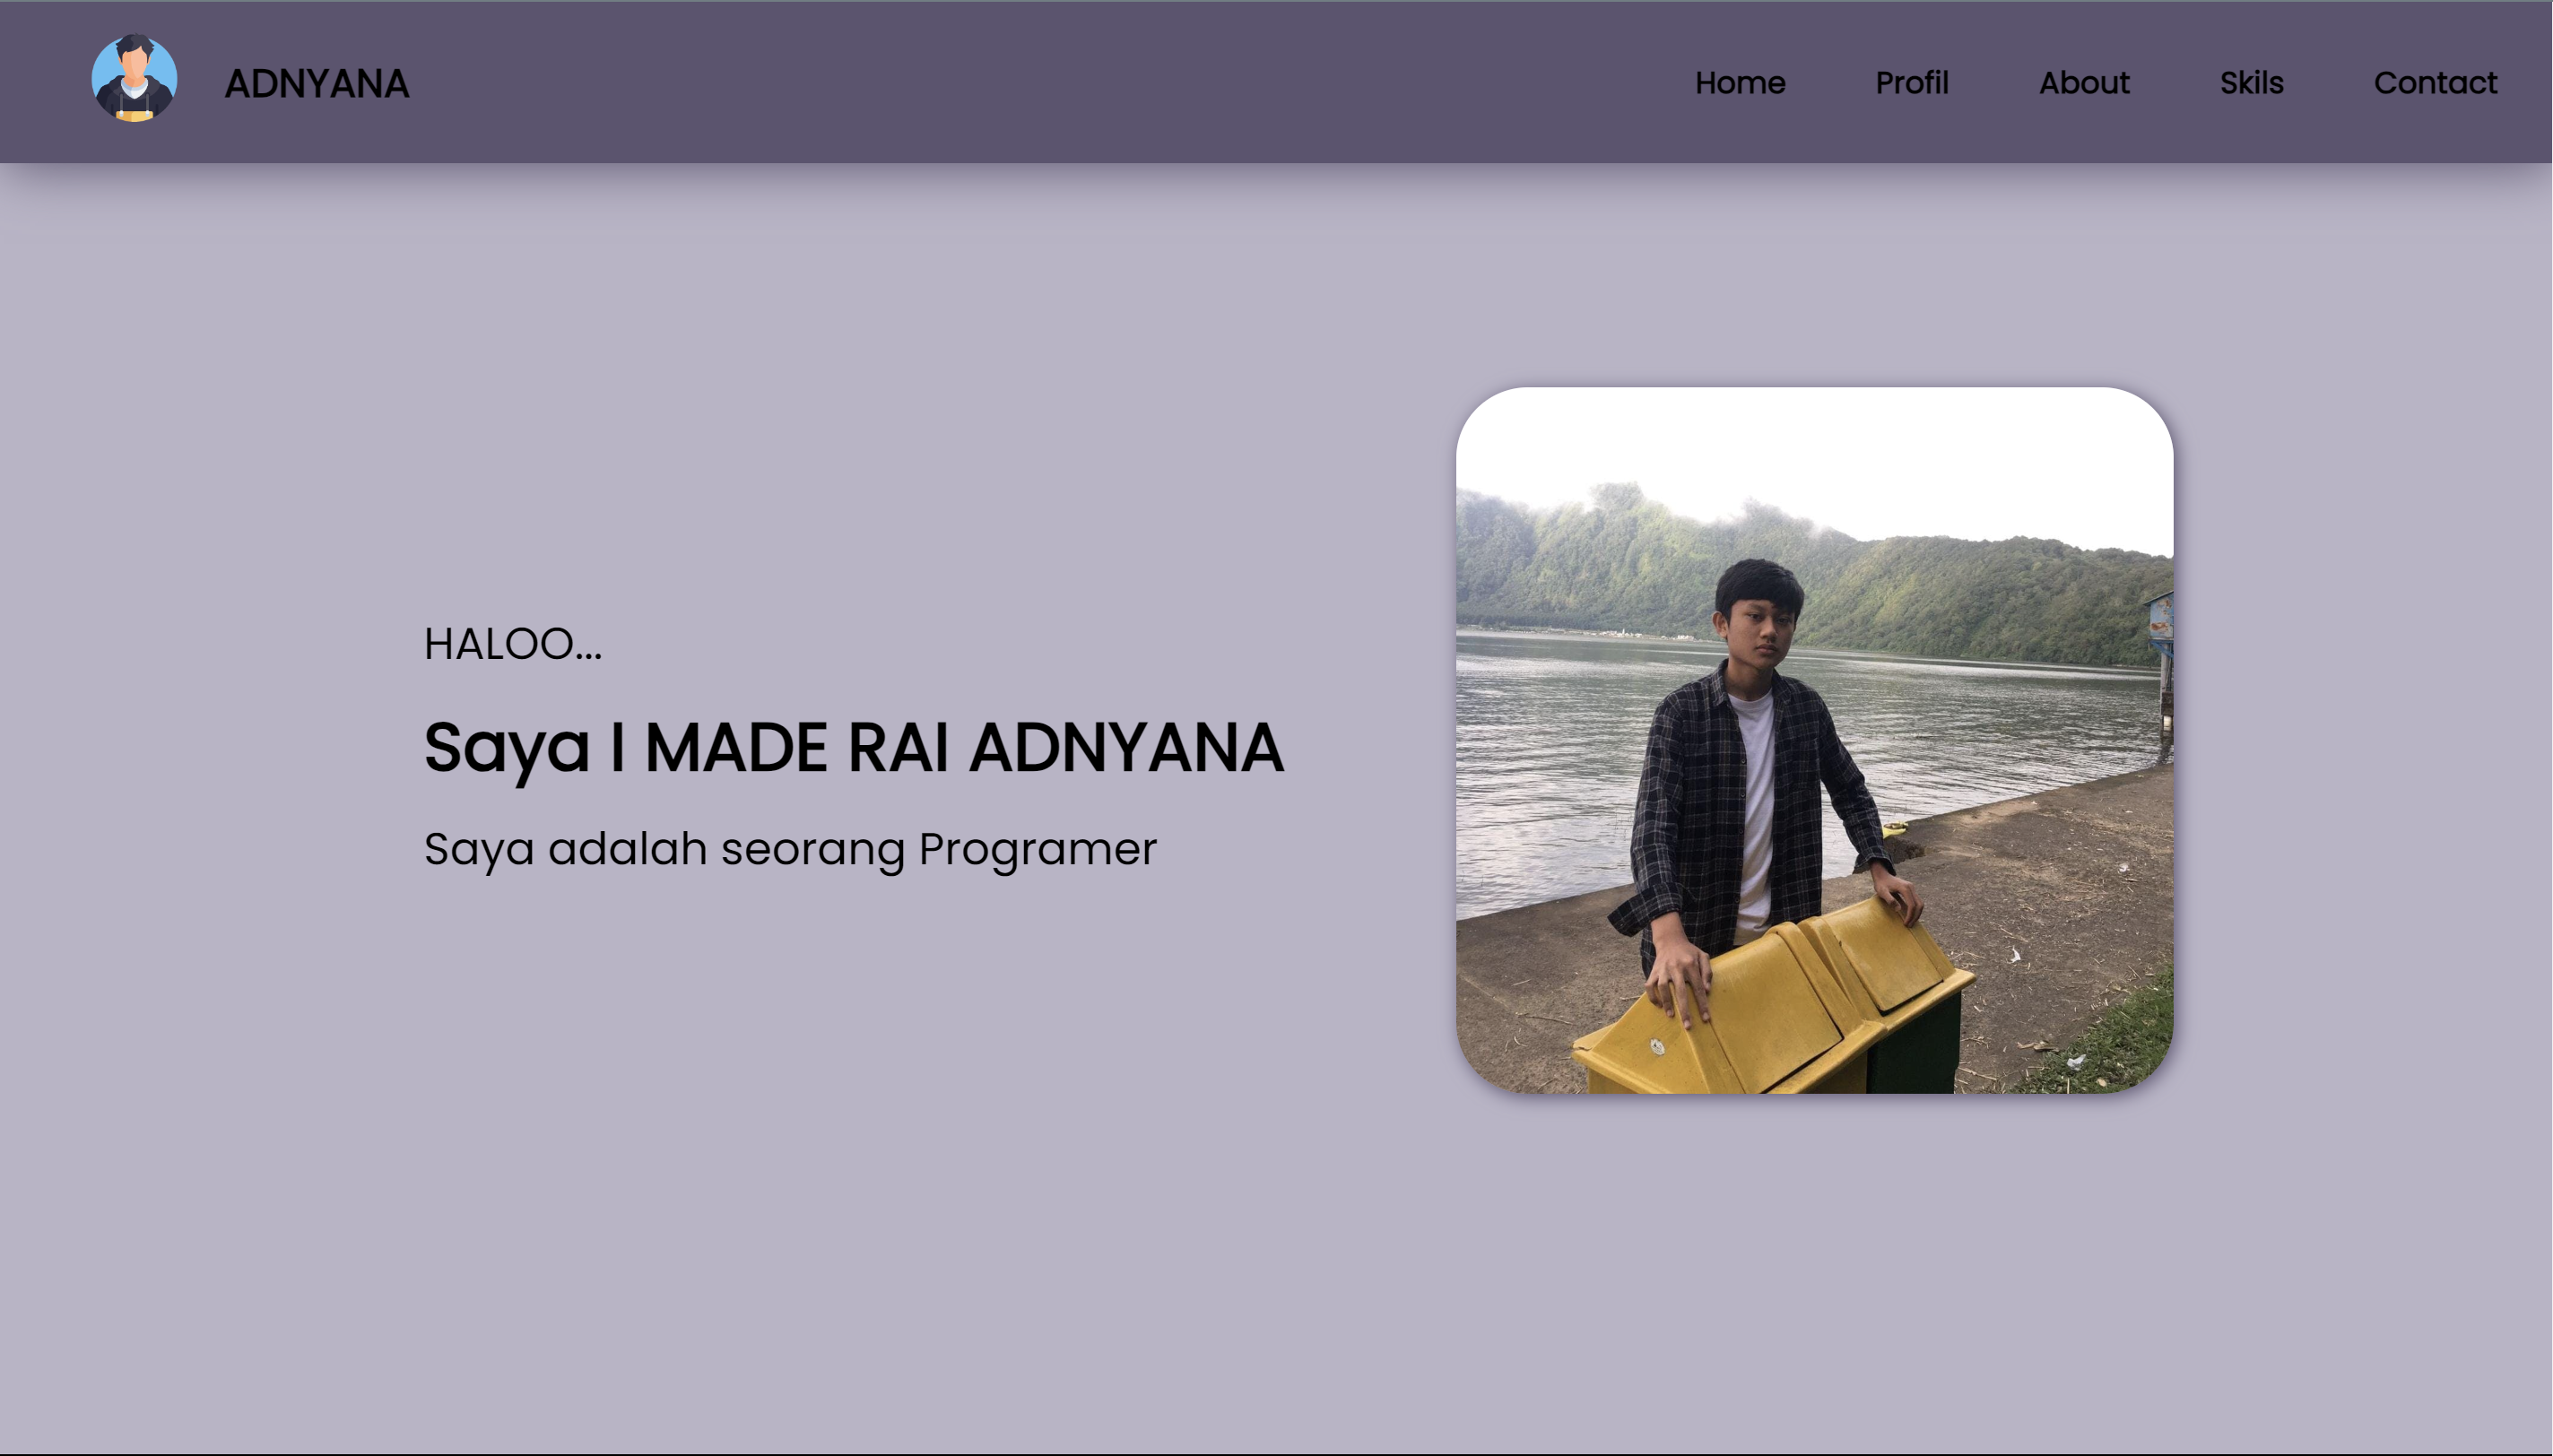 ADNYANA
Home Profil About Skils Contact
HALOO...
Saya I MADE RAI ADNYANA
Saya adalah seorang Programer